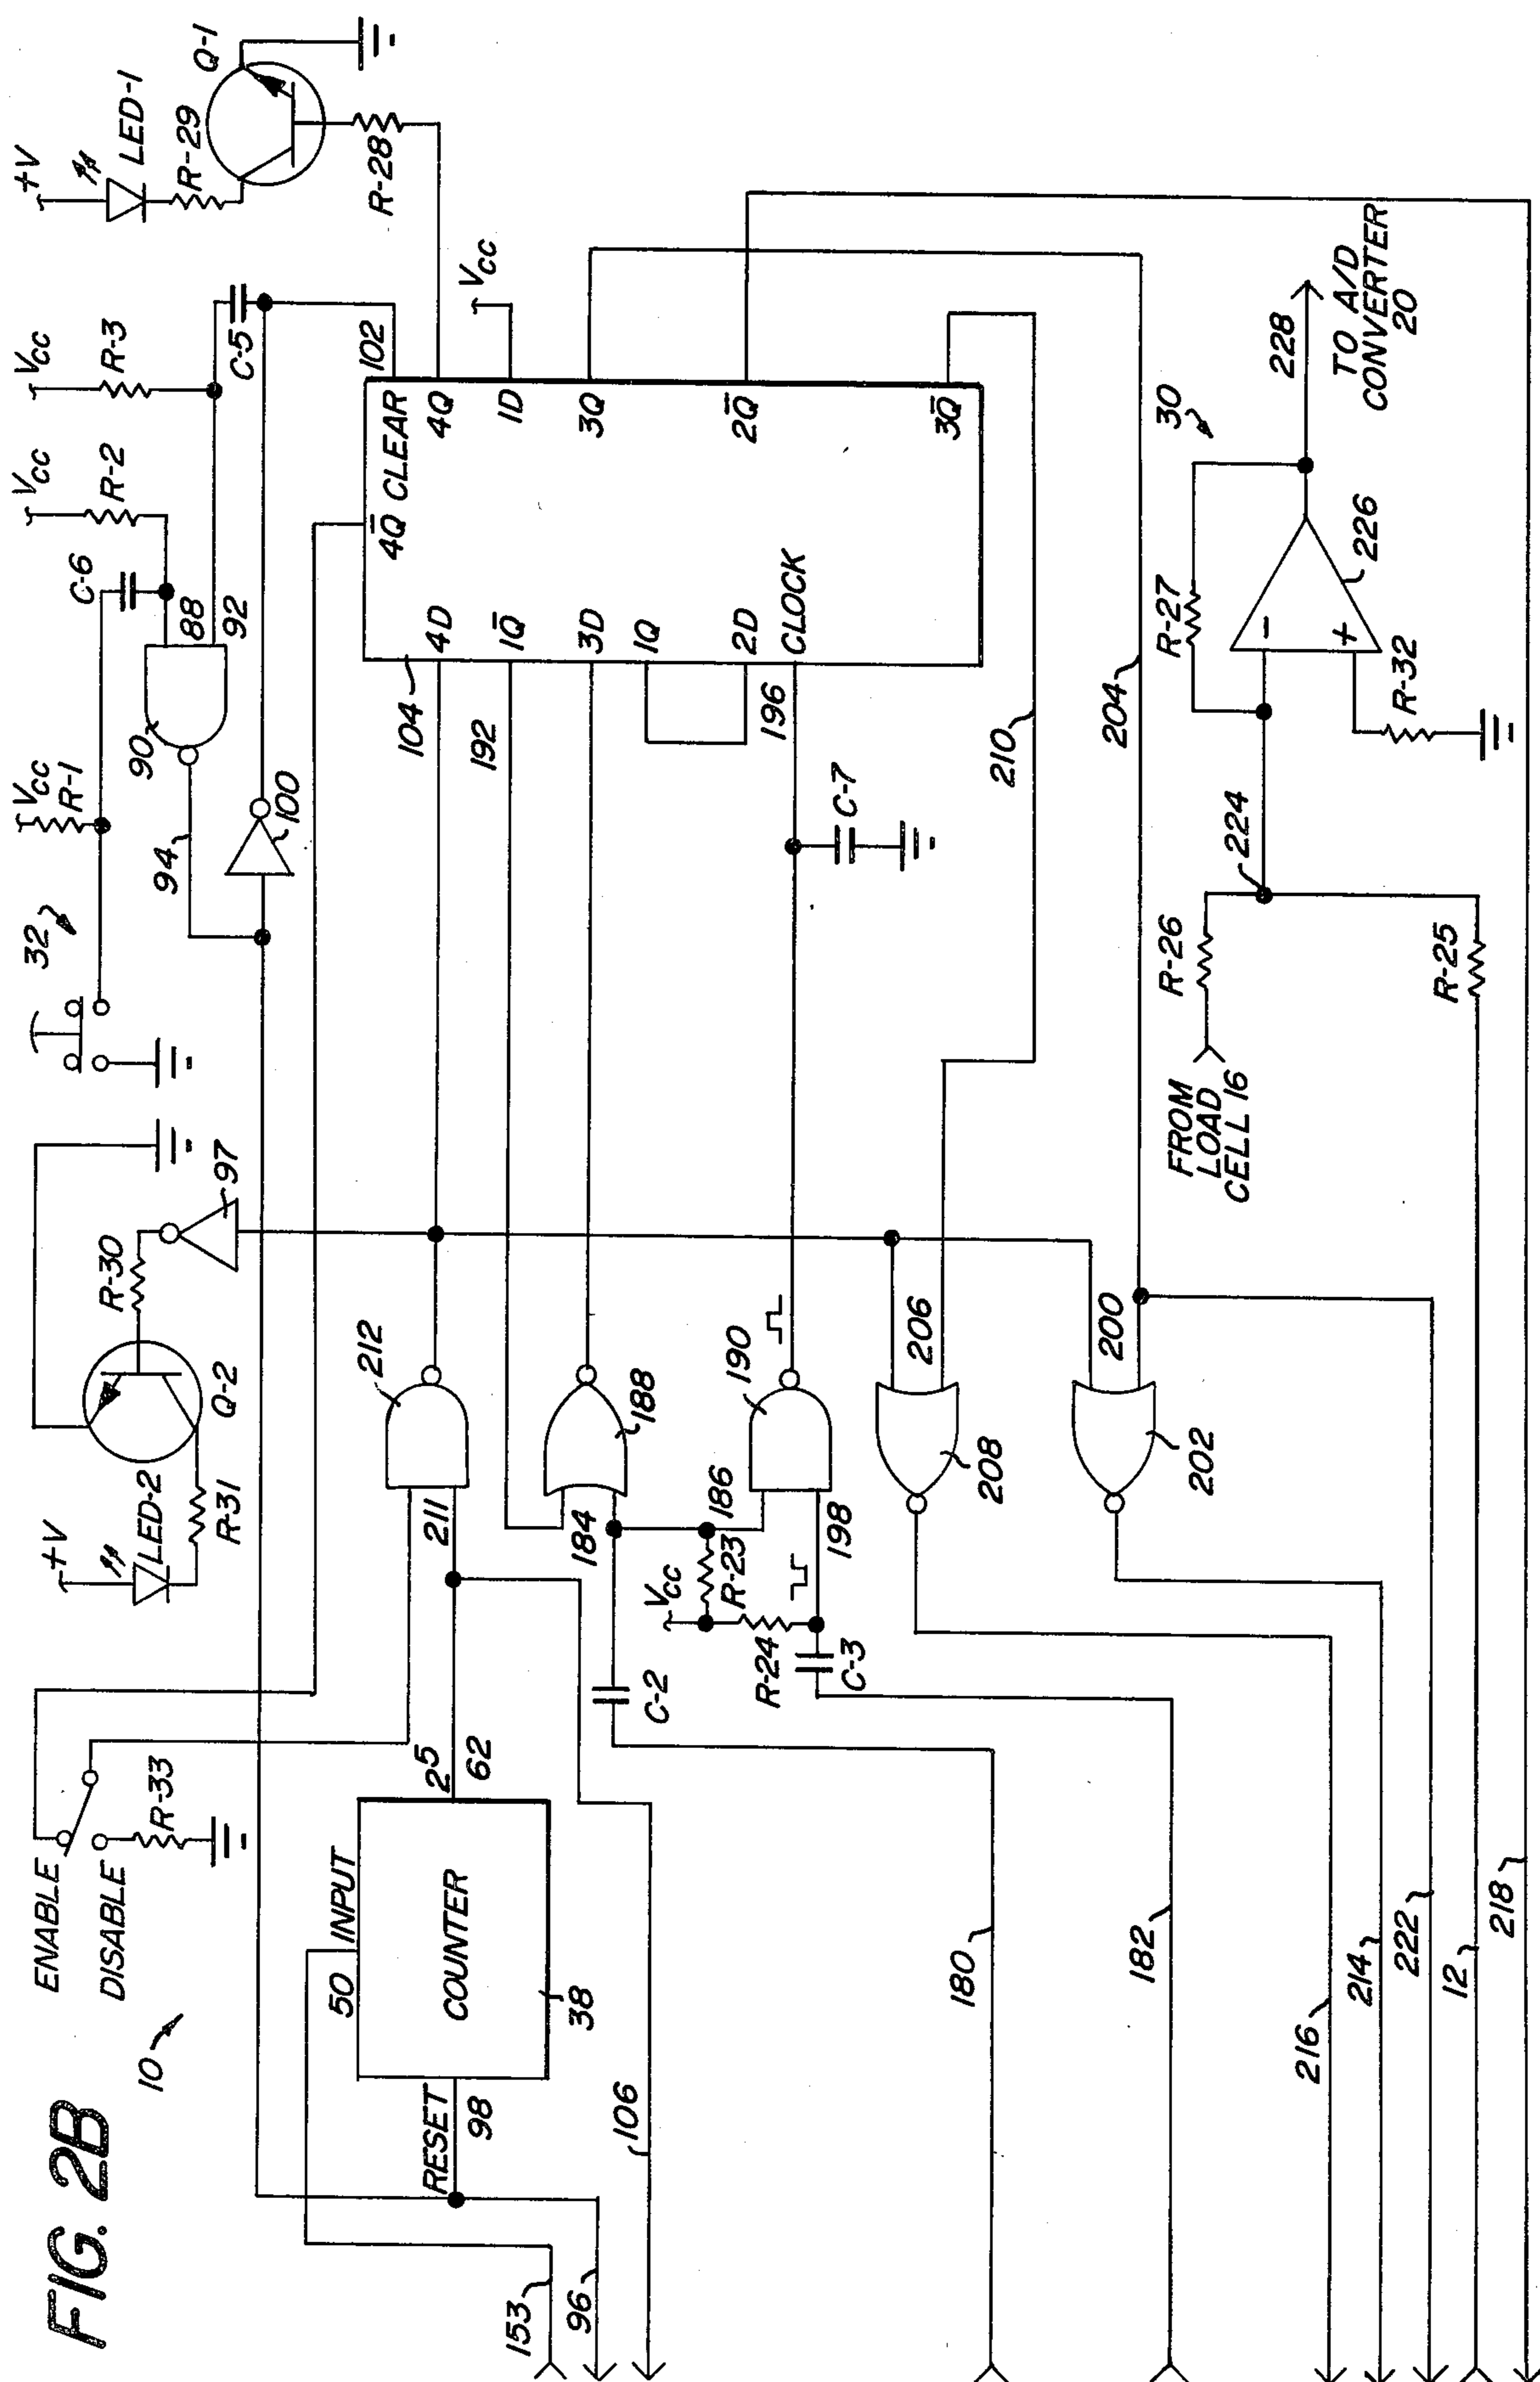 FIG. 2B
10
ENABLE
DISABLE
R-33
+V
LED-2
R-31
Q-2
R-30
97
32
VCC
R-1
94
90
100
C-6
88
92
VCC
R-2
VCC
R-3
C-5
+V
LED-1
R-29
Q-1
R-28
102
VCC
50 INPUT
COUNTER
38
RESET
98
2⁵
62
153
96
106
211
212
184
188
186
VCC
R-23
R-24
C-2
C-3
190
198
104
192
196
4Q̅ CLEAR
4D
4Q
1Q̅
1D
3D
3Q
1Q
2D
2Q̅
CLOCK
3Q̅
C-7
206
208
200
202
210
204
180
182
216
214
222
12
218
FROM
LOAD
CELL 16
R-26
R-25
224
R-27
−
+
R-32
226
30
228
TO A/D
CONVERTER
20